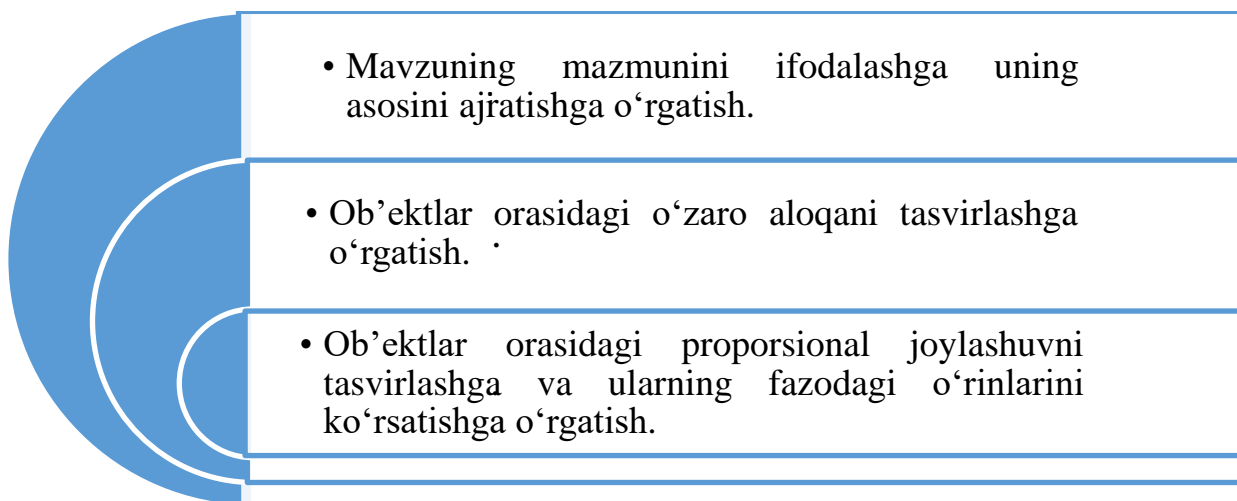 • Mavzuning mazmunini ifodalashga uning
asosini ajratishga o‘rgatish.
• Ob’ektlar orasidagi o‘zaro aloqani tasvirlashga
o‘rgatish.
• Ob’ektlar orasidagi proporsional joylashuvni
tasvirlashga va ularning fazodagi o‘rinlarini
ko‘rsatishga o‘rgatish.